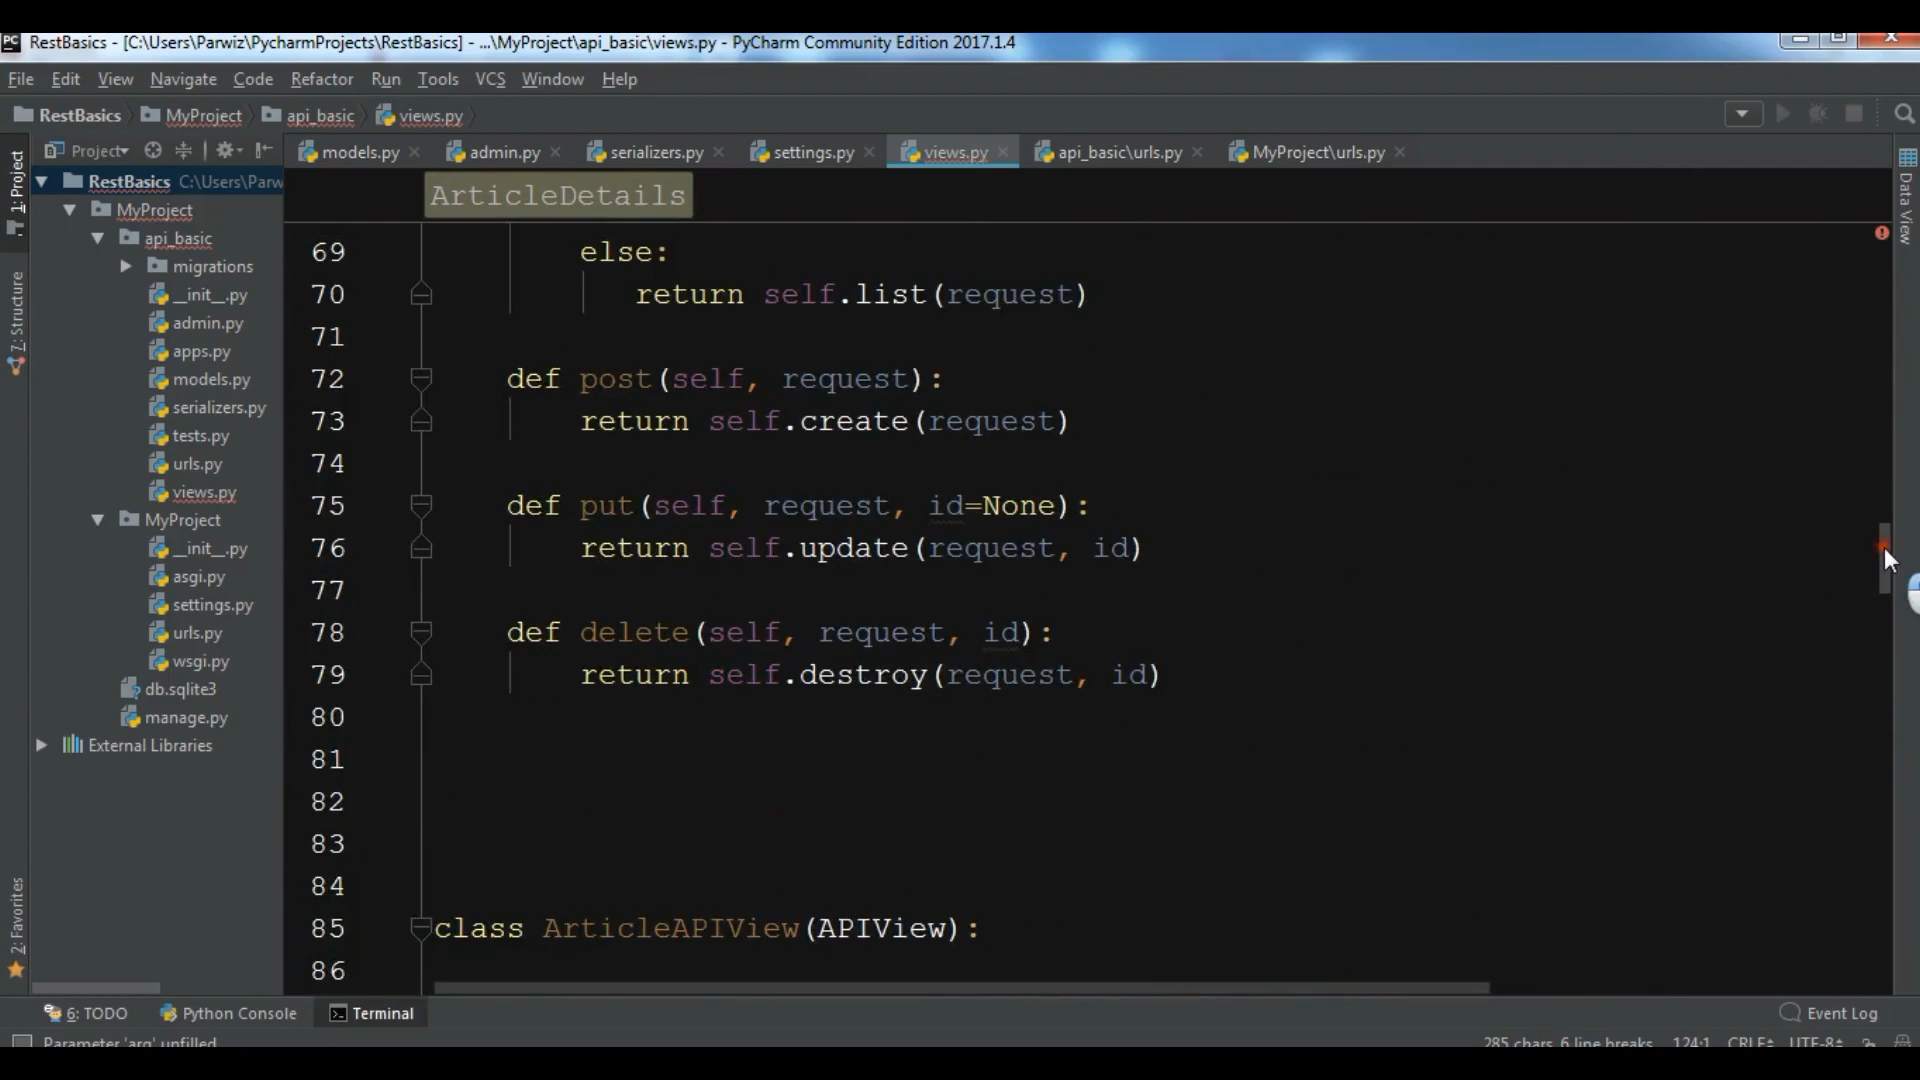 PC RestBasics - [C:\Users\Parwiz\PycharmProjects\RestBasics] - ...\MyProject\api_basic\views.py - PyCharm Community Edition 2017.1.4
File Edit View Navigate Code Refactor Run Tools VCS Window Help
RestBasics MyProject api_basic views.py
Project models.py admin.py serializers.py settings.py views.py api_basic\urls.py MyProject\urls.py
1: Project
7: Structure
2: Favorites
RestBasics C:\Users\Parw
MyProject
api_basic
migrations
__init__.py
admin.py
apps.py
models.py
serializers.py
tests.py
urls.py
views.py
MyProject
__init__.py
asgi.py
settings.py
urls.py
wsgi.py
db.sqlite3
manage.py
External Libraries
ArticleDetails
69 else:
70 return self.list(request)
71
72 def post(self, request):
73 return self.create(request)
74
75 def put(self, request, id=None):
76 return self.update(request, id)
77
78 def delete(self, request, id):
79 return self.destroy(request, id)
80
81
82
83
84
85 class ArticleAPIView(APIView):
86
Data View
6: TODO Python Console Terminal Event Log
Parameter 'arg' unfilled 285 chars, 6 line breaks 124:1 CRLF UTF-8